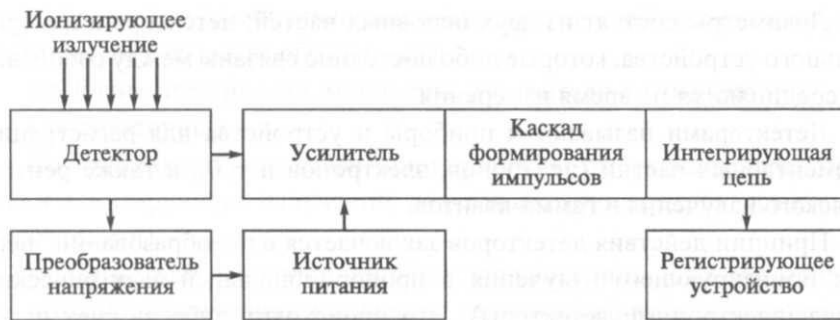 Ионизирующее
излучение
Детектор
Усилитель
Каскад
формирования
импульсов
Интегрирующая
цепь
Преобразователь
напряжения
Источник
питания
Регистрирующее
устройство